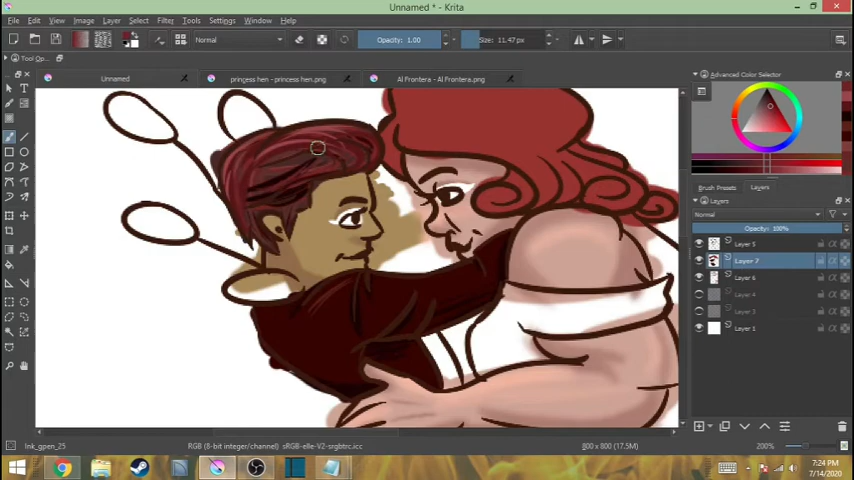 Unnamed * - Krita
File Edit View Image Layer Select Filter Tools Settings Window Help
Normal Opacity: 1.00 Size: 11.47 px
Tool Op...
Unnamed princess hen - princess hen.png Al Frontera - Al Frontera.png
Advanced Color Selector
Brush Presets Layers
Layers
Normal
Opacity: 100%
Layer 5
Layer 7
Layer 6
Layer 4
Layer 3
Layer 1
Ink_gpen_25 RGB (8-bit integer/channel) sRGB-elle-V2-srgbtrc.icc 800 x 800 (17.5M) 200%
7:24 PM
7/14/2020